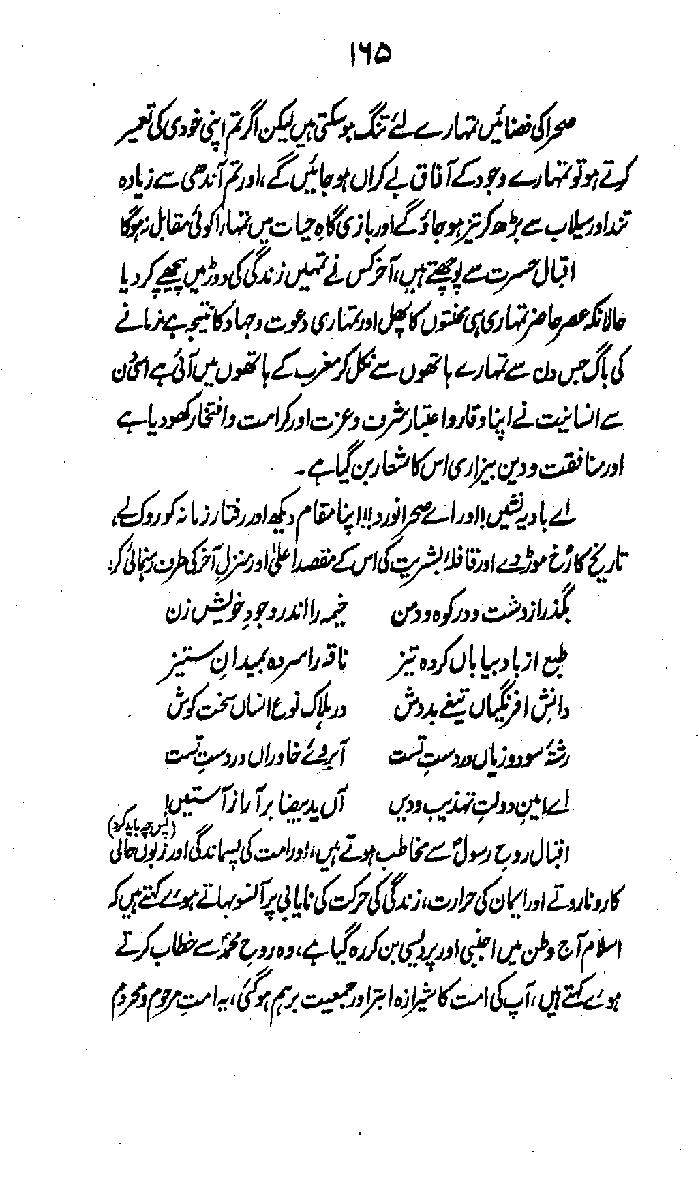 ۱۶۵
صحرا کی فضائیں تمہارے لئے تنگ ہو سکتی ہیں لیکن اگر تم اپنی خودی کی تعمیر
کرتے ہو تو تمہارے وجود کے آفاق بے کراں ہو جائیں گے، اور تم آندھی سے زیادہ
تند اور سیلاب سے بڑھ کر تیز ہو جاؤ گے اور بازی گاہِ حیات میں تمہارا کوئی مقابل نہ ہوگا
اقبال حسرت سے پوچھتے ہیں، آخر کس نے تمہیں زندگی کی دوڑ میں پیچھے کر دیا
حالانکہ عصر حاضر تمہاری ہی محنتوں کا پھل اور تمہاری دعوت و جہاد کا نتیجہ ہے زمانے
کی باگ جس دن سے تمہارے ہاتھوں سے نکل کر مغرب کے ہاتھوں میں آئی ہے اسی دن
سے انسانیت نے اپنا وقار و اعتبار شرف و عزت اور کرامت و افتخار کھو دیا ہے
اور منافقت و دین بیزاری اس کا شعار بن گیا ہے۔
اے بادیہ نشیں!! اور اے صحرا نورد!!! اپنا مقام دیکھ اور رفتارِ زمانہ کو روک لے،
تاریخ کا رُخ موڑ دے اور قافلۂ بشریت کی اس کے مقصد اعلیٰ اور منزل آخر کی طرف رہنمائی کر:
بگذر از دشت و در کوہ و دمن خیمہ را اندر وجودِ خویش زن
طبع از باد بیاباں کردہ تیز ناقہ را سر دہ بمیدانِ ستیز
دانشِ افرنگیاں تیغے بدوش در ہلاک نوع انساں سخت کوش
رشتۂ سود و زیاں در دستِ تست آبروئے خاوراں در دستِ تست
اے امینِ دولتِ تہذیب و دیں آں یدِ بیضا بر آر از آستیں!
(پس چہ باید کرد)
اقبال روحِ رسولؐ سے مخاطب ہوتے ہیں، اور امت کی پسماندگی اور زبوں حالی
کا رونا روتے اور ایمان کی حرارت، زندگی کی حرکت کی نایابی پر آنسو بہاتے ہوئے کہتے ہیں کہ
اسلام آج وطن میں اجنبی اور پردیسی بن کر رہ گیا ہے، وہ روحِ محمدؐ سے خطاب کرتے
ہوئے کہتے ہیں، آپ کی امت کا شیرازہ ابتر اور جمعیت برہم ہو گئی، یہ امتِ مرحوم و محروم